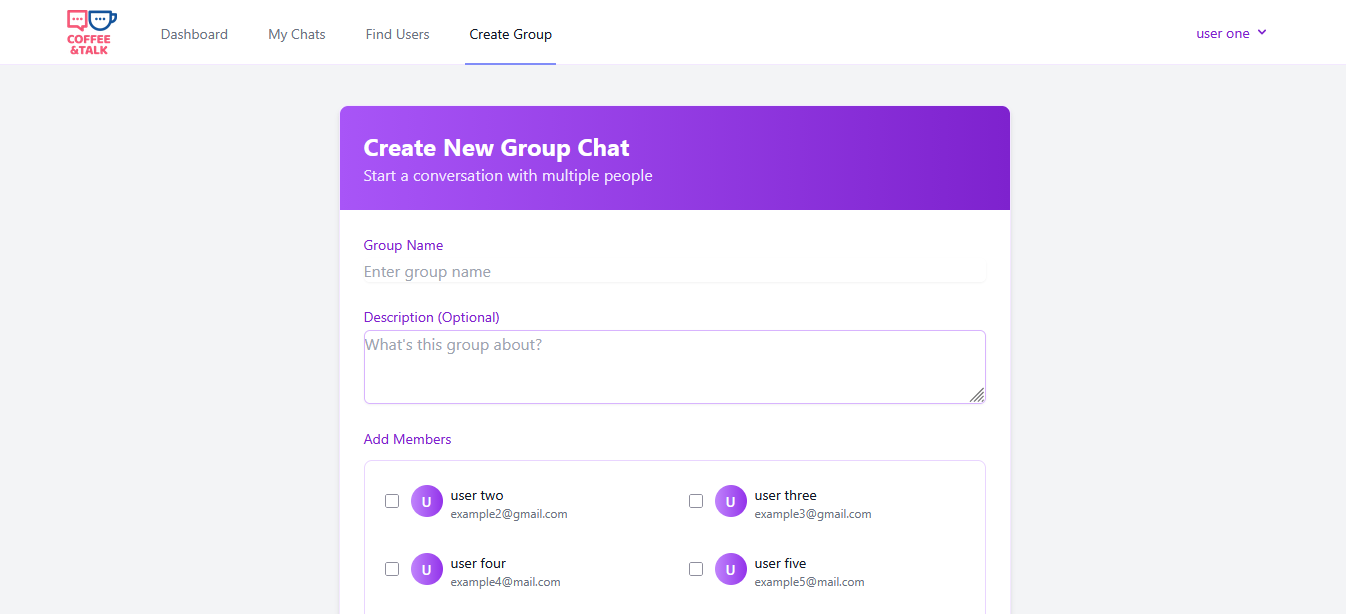 COFFEE
&TALK
Dashboard
My Chats
Find Users
Create Group
user one
Create New Group Chat
Start a conversation with multiple people
Group Name
Enter group name
Description (Optional)
What's this group about?
Add Members
U
user two
example2@gmail.com
U
user three
example3@gmail.com
U
user four
example4@mail.com
U
user five
example5@mail.com